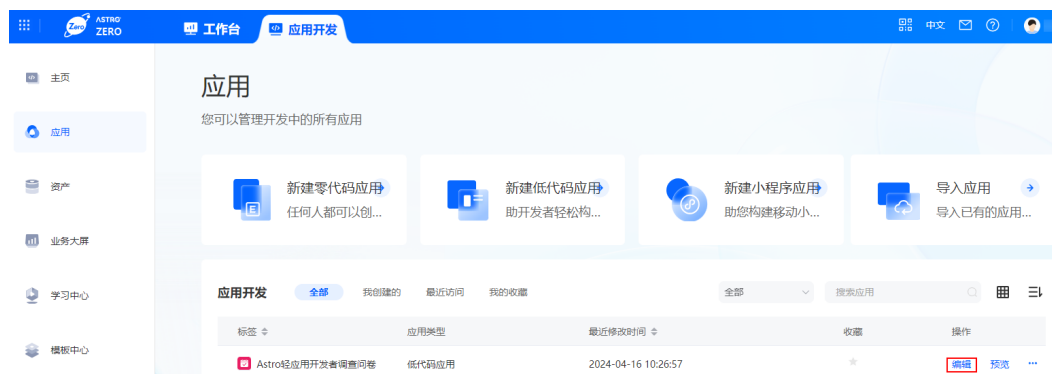 Zero ASTRO ZERO 工作台 应用开发 中文
主页
应用
资产
业务大屏
学习中心
模板中心
应用
您可以管理开发中的所有应用
新建零代码应用
任何人都可以创...
新建低代码应用
助开发者轻松构...
新建小程序应用
助您构建移动小...
导入应用
导入已有的应用...
应用开发 全部 我创建的 最近访问 我的收藏 全部 搜索应用
标签 应用类型 最近修改时间 收藏 操作
Astro轻应用开发者调查问卷 低代码应用 2024-04-16 10:26:57 编辑 预览 ...